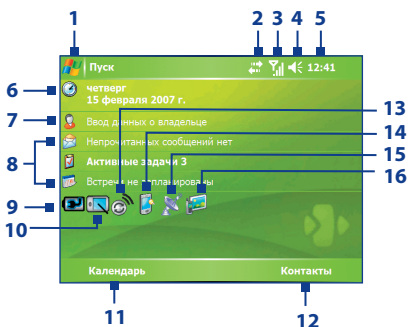 1 2 3 4 5
Пуск 12:41
6 четверг
15 февраля 2007 г.
7 Ввод данных о владельце
8 Непрочитанных сообщений нет
Активные задачи 3
Встречи не запланированы
9
10
13
14
15
16
Календарь Контакты
11 12